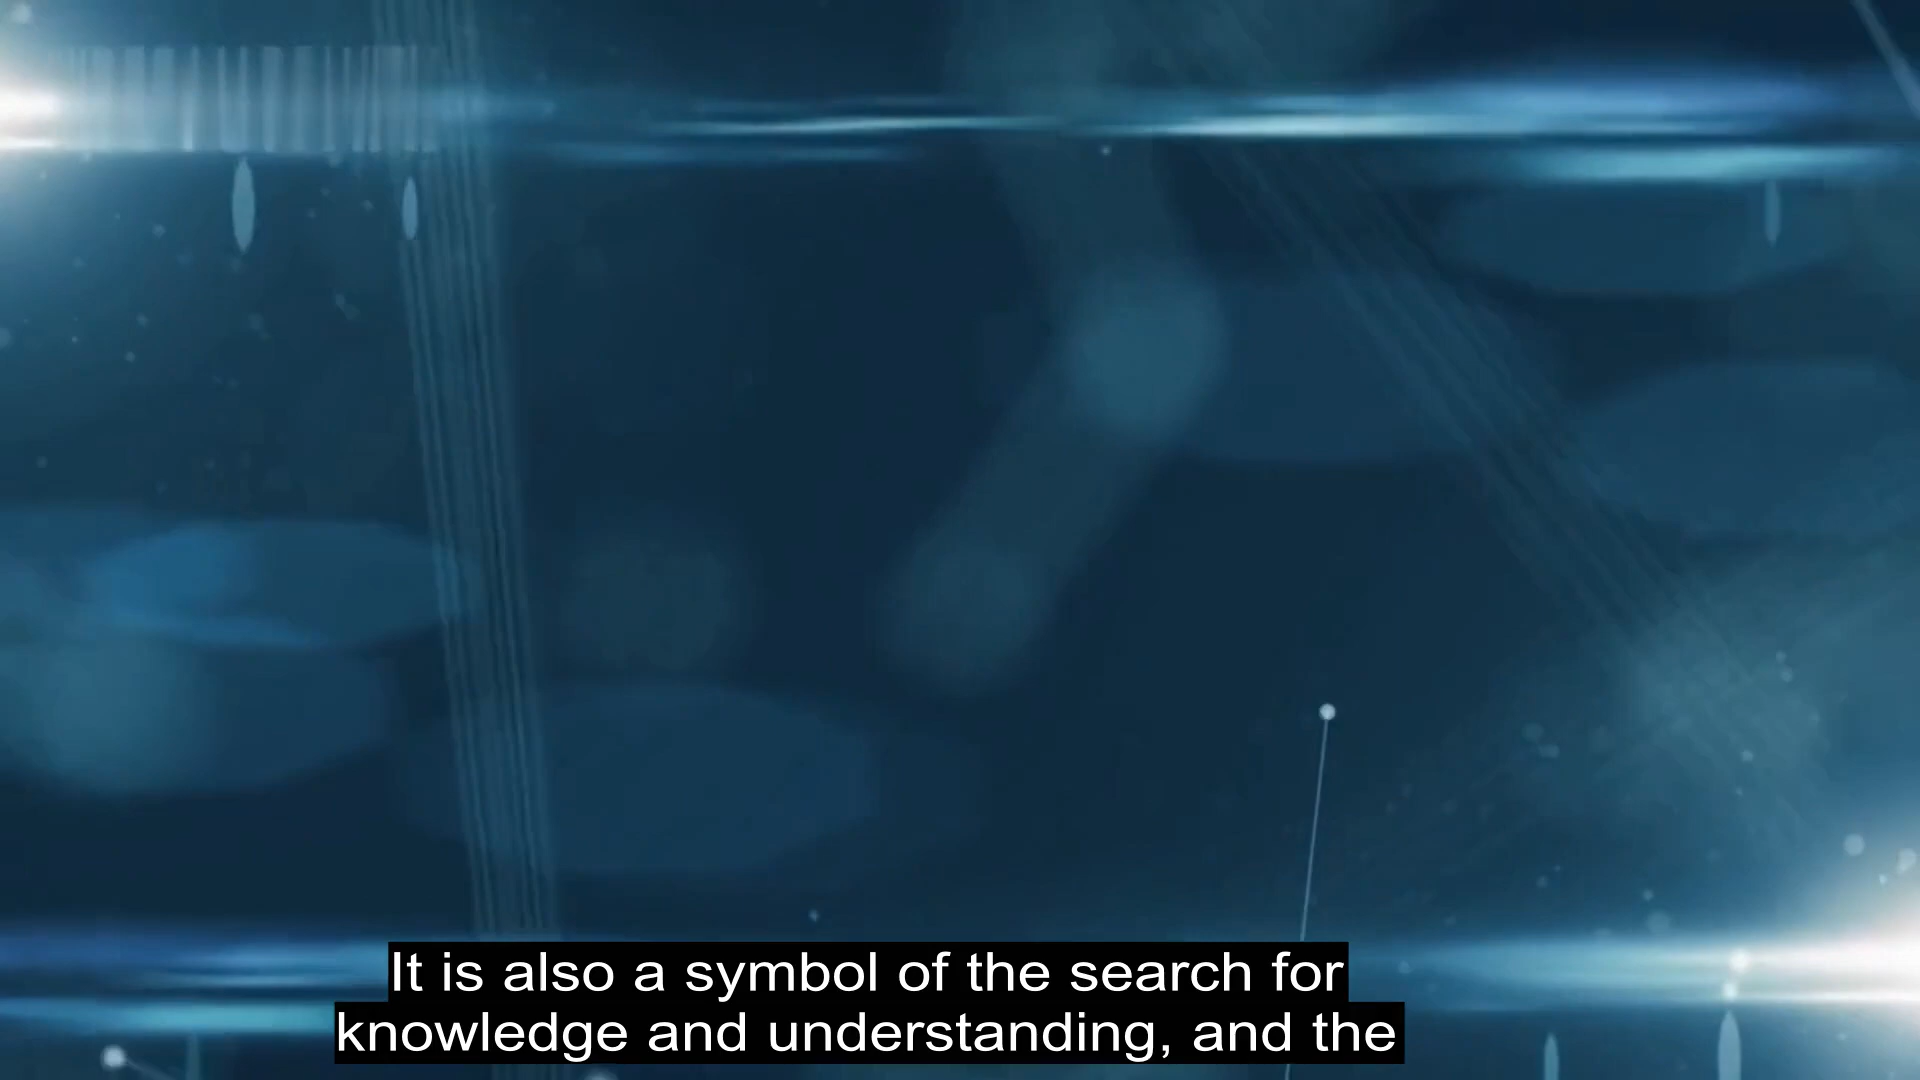 It is also a symbol of the search for
knowledge and understanding, and the